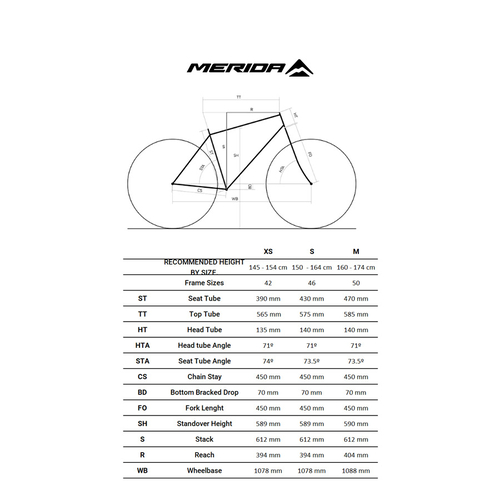 MERIDA
TT
R
HT
ST
STA
S
SH
FO
HTA
BD
CS
WB
XS S M
RECOMMENDED HEIGHT BY SIZE 145 - 154 cm 150 - 164 cm 160 - 174 cm
Frame Sizes 42 46 50
ST Seat Tube 390 mm 430 mm 470 mm
TT Top Tube 565 mm 575 mm 585 mm
HT Head Tube 135 mm 140 mm 140 mm
HTA Head tube Angle 71º 71º 71º
STA Seat Tube Angle 74º 73.5º 73.5º
CS Chain Stay 450 mm 450 mm 450 mm
BD Bottom Bracked Drop 70 mm 70 mm 70 mm
FO Fork Lenght 450 mm 450 mm 450 mm
SH Standover Height 589 mm 589 mm 590 mm
S Stack 612 mm 612 mm 612 mm
R Reach 394 mm 394 mm 404 mm
WB Wheelbase 1078 mm 1078 mm 1088 mm